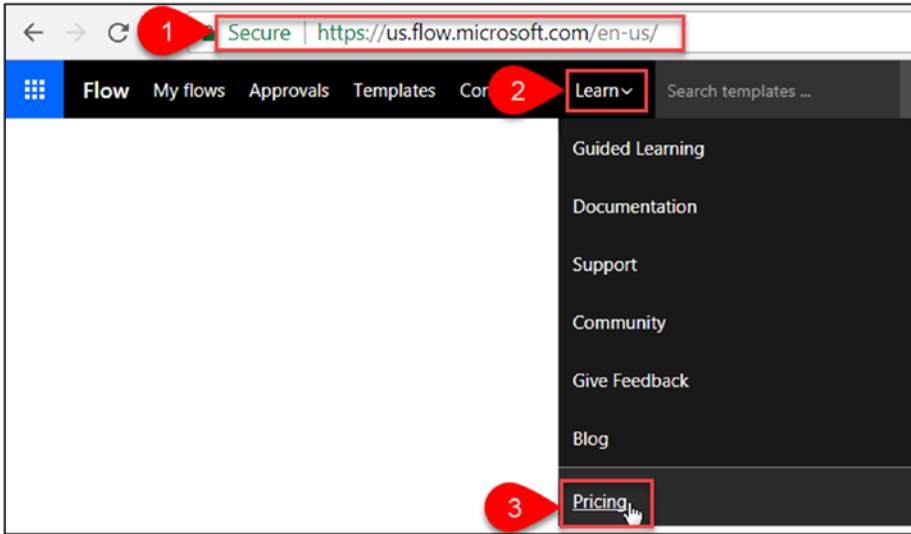 1 Secure https://us.flow.microsoft.com/en-us/
Flow My flows Approvals Templates 2 Learn Search templates ...
Guided Learning
Documentation
Support
Community
Give Feedback
Blog
3 Pricing